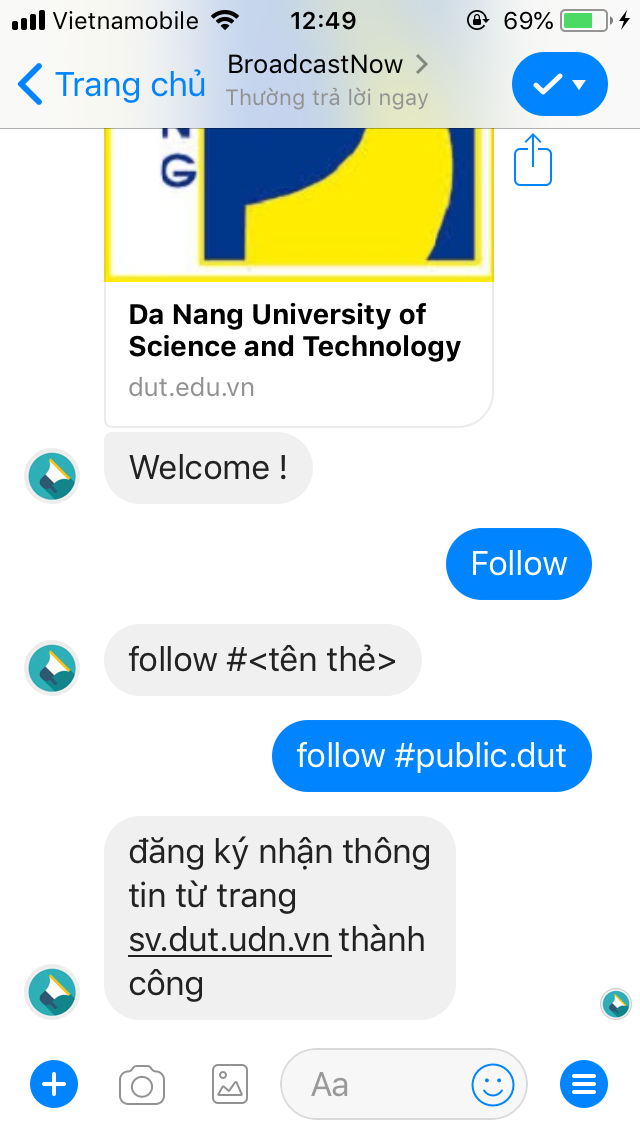 Vietnamobile 12:49 69%
Trang chủ
BroadcastNow
Thường trả lời ngay
N
G
Da Nang University of
Science and Technology
dut.edu.vn
Welcome !
Follow
follow #<tên thẻ>
follow #public.dut
đăng ký nhận thông
tin từ trang
sv.dut.udn.vn thành
công
Aa